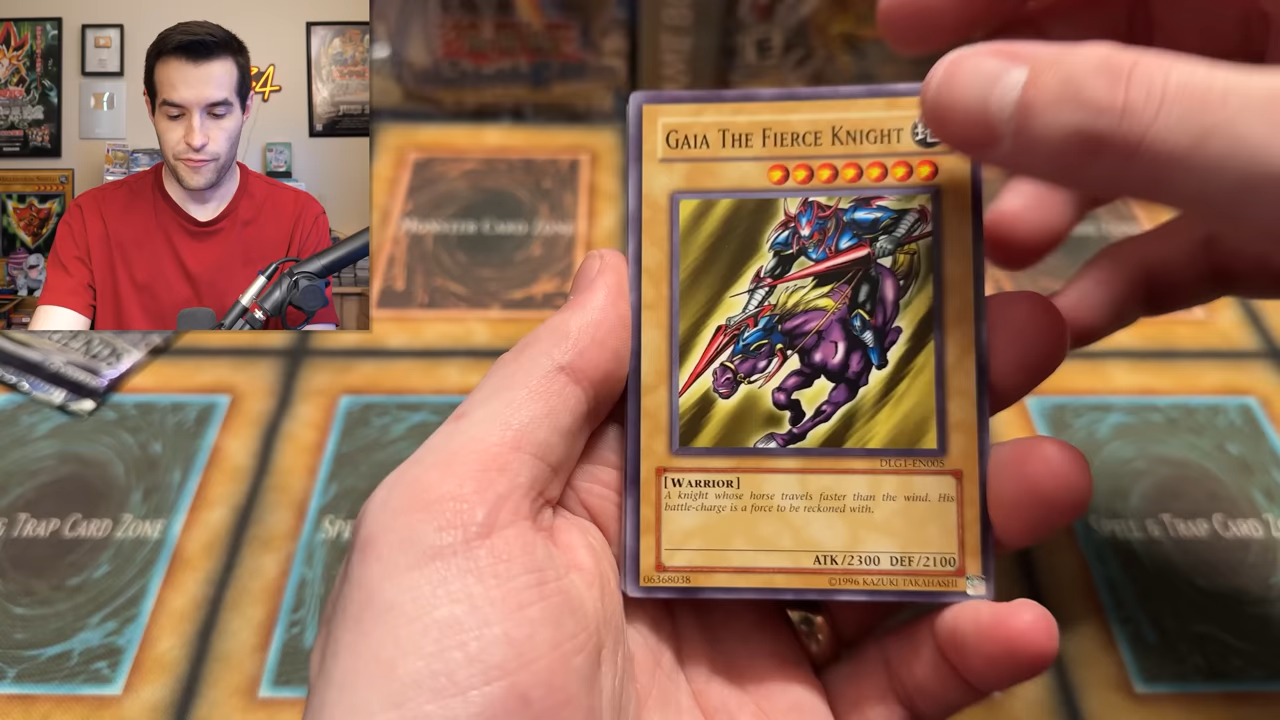 GAIA THE FIERCE KNIGHT
DLG1-EN005
[WARRIOR]
A knight whose horse travels faster than the wind. His
battle-charge is a force to be reckoned with.
ATK/2300 DEF/2100
06368038
©1996 KAZUKI TAKAHASHI
MONSTER CARD ZONE
TRAP CARD ZONE
SPELL & TRAP CARD